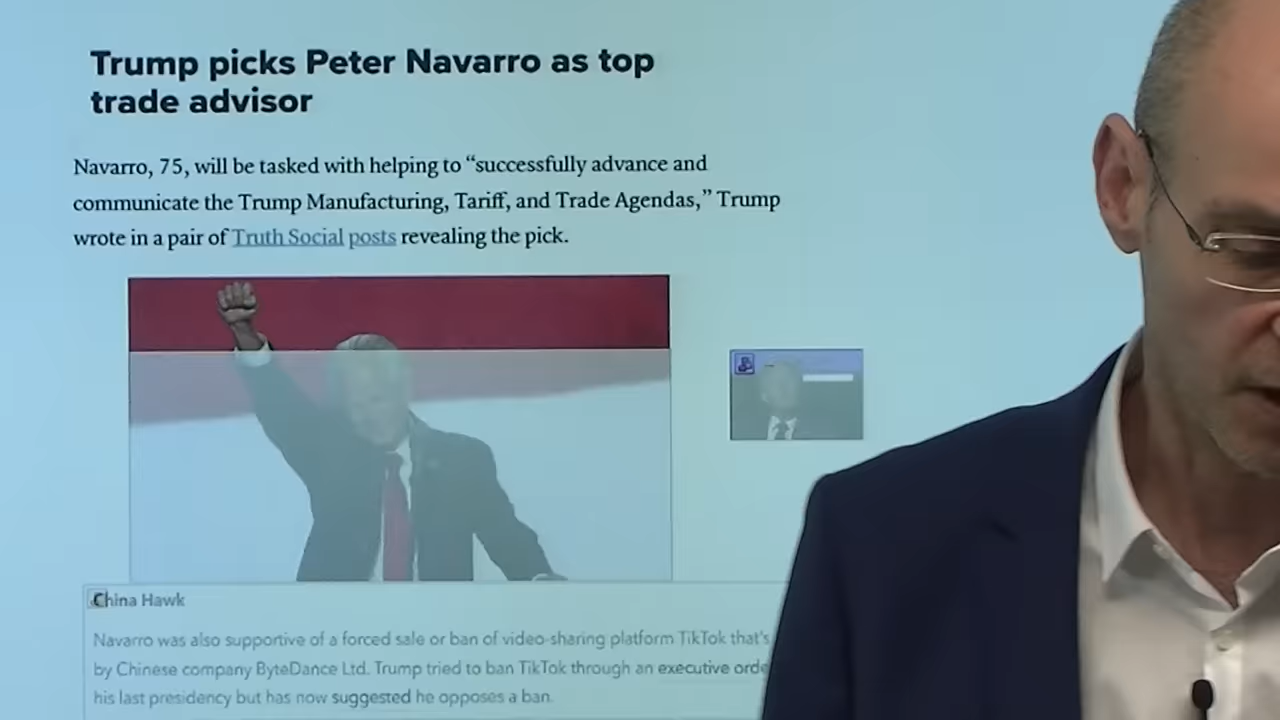 Trump picks Peter Navarro as top
trade advisor
Navarro, 75, will be tasked with helping to “successfully advance and
communicate the Trump Manufacturing, Tariff, and Trade Agendas,” Trump
wrote in a pair of Truth Social posts revealing the pick.
China Hawk
Navarro was also supportive of a forced sale or ban of video-sharing platform TikTok that's
by Chinese company ByteDance Ltd. Trump tried to ban TikTok through an executive orde
his last presidency but has now suggested he opposes a ban.